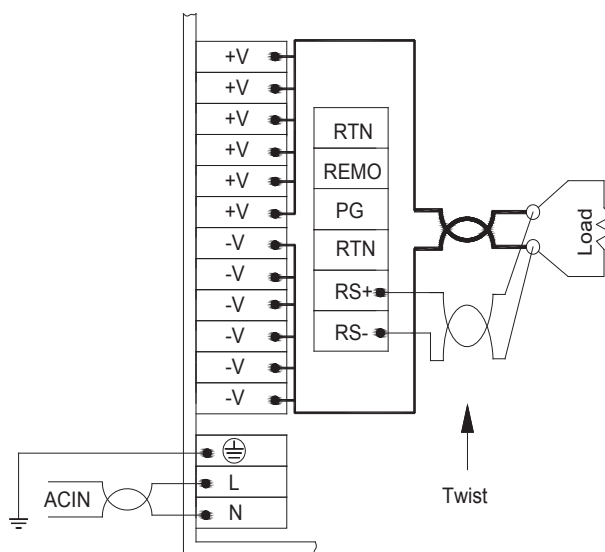 +V
+V
+V
+V
+V
+V
-V
-V
-V
-V
-V
-V
RTN
REMO
PG
RTN
RS+
RS-
Load
L
N
ACIN
Twist